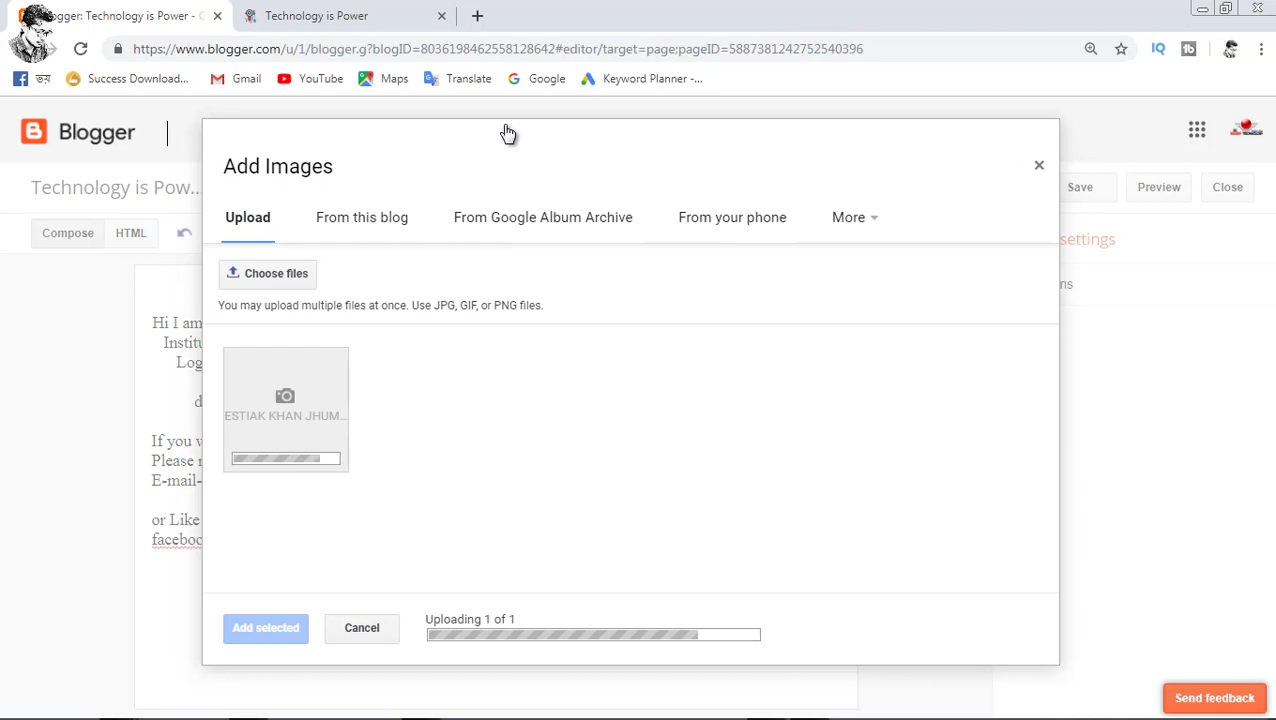 Blogger: Technology is Power - C
Technology is Power
https://www.blogger.com/u/1/blogger.g?blogID=8036198462558128642#editor/target=page;pageID=5887381242752540396
জয় Success Download... Gmail YouTube Maps Translate Google Keyword Planner -...
Blogger
Technology is Pow...
Save Preview Close
Compose HTML
settings
ns
Add Images
Upload From this blog From Google Album Archive From your phone More
Choose files
You may upload multiple files at once. Use JPG, GIF, or PNG files.
ESTIAK KHAN JHUM...
Hi I am
Institu
Log
d
If you w
Please
E-mail-
or Like
faceboo
Add selected Cancel Uploading 1 of 1
Send feedback